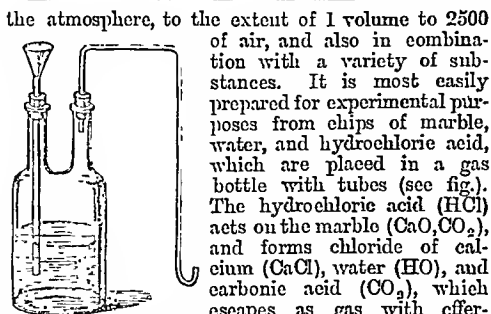 the atmosphere, to the extent of 1 volume to 2500
of air, and also in combina-
tion with a variety of sub-
stances. It is most easily
prepared for experimental pur-
poses from chips of marble,
water, and hydrochloric acid,
which are placed in a gas
bottle with tubes (see fig.).
The hydrochloric acid (HCl)
acts on the marble (CaO,CO₂),
and forms chloride of cal-
cium (CaCl), water (HO), and
carbonic acid (CO₂), which
escapes as gas with effer-